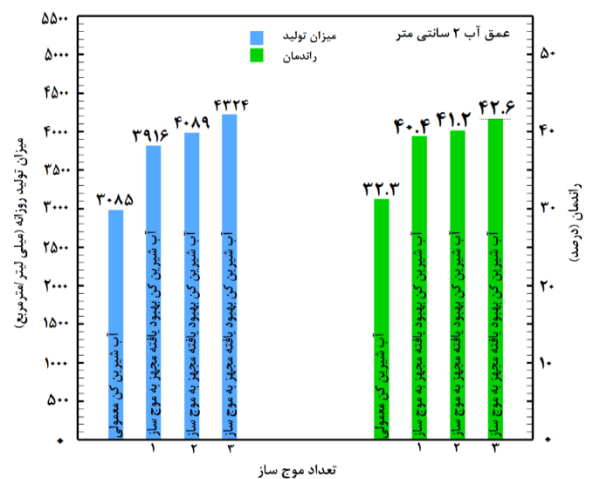 عمق آب ۲ سانتی متر
میزان تولید
راندمان
میزان تولید روزانه (میلی لیتر/مترمربع)
۵۵۰۰
۵۰۰۰
۴۵۰۰
۴۰۰۰
۳۵۰۰
۳۰۰۰
۲۵۰۰
۲۰۰۰
۱۵۰۰
۱۰۰۰
۵۰۰
۰
۳۰۸۵
۳۹۱۶
۴۰۸۹
۴۳۲۴
آب شیرین کن معمولی
آب شیرین کن بهبود یافته مجهز به موج ساز
آب شیرین کن بهبود یافته مجهز به موج ساز
آب شیرین کن بهبود یافته مجهز به موج ساز
۱ ۲ ۳
۳۲.۳
۴۰.۴
۴۱.۲
۴۲.۶
آب شیرین کن معمولی
آب شیرین کن بهبود یافته مجهز به موج ساز
آب شیرین کن بهبود یافته مجهز به موج ساز
آب شیرین کن بهبود یافته مجهز به موج ساز
۱ ۲ ۳
۵۰
۴۰
۳۰
۲۰
۱۰
۰
راندمان (درصد)
تعداد موج ساز